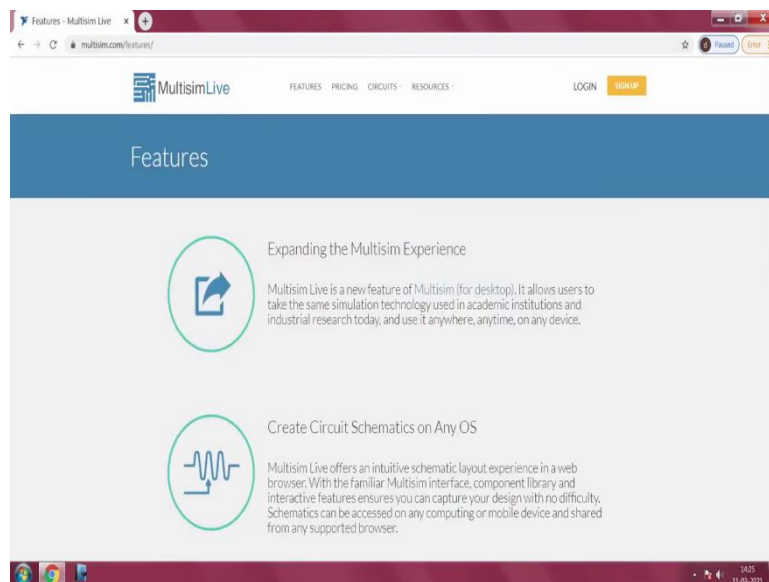 Features - Multisim Live
multisim.com/features/
Paused
Error
MultisimLive
FEATURES PRICING CIRCUITS RESOURCES
LOGIN
SIGN UP
Features
Expanding the Multisim Experience
Multisim Live is a new feature of Multisim (for desktop). It allows users to
take the same simulation technology used in academic institutions and
industrial research today, and use it anywhere, anytime, on any device.
Create Circuit Schematics on Any OS
Multisim Live offers an intuitive schematic layout experience in a web
browser. With the familiar Multisim interface, component library and
interactive features ensures you can capture your design with no difficulty.
Schematics can be accessed on any computing or mobile device and shared
from any supported browser.
14:25